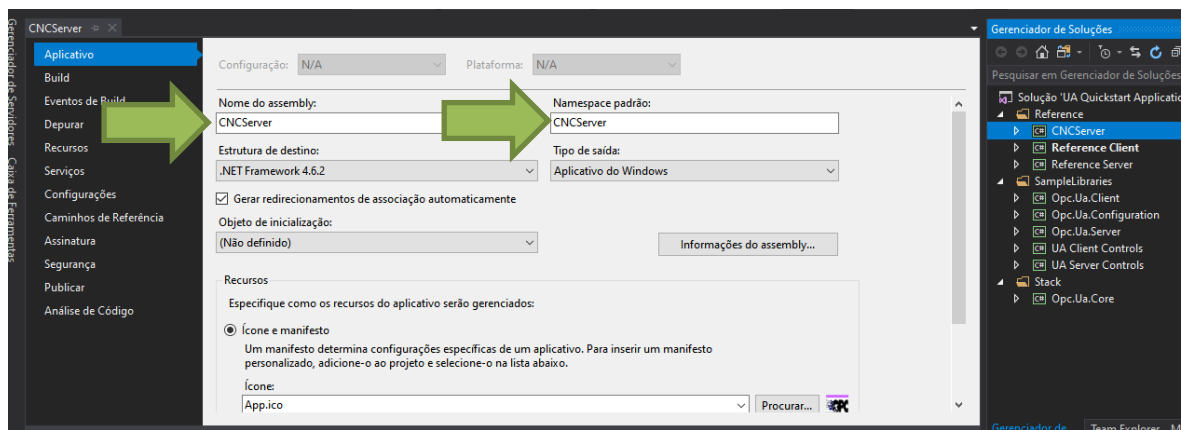 CNCServer
Gerenciador de Servidores
Caixa de Ferramentas
Aplicativo
Build
Eventos de Build
Depurar
Recursos
Serviços
Configurações
Caminhos de Referência
Assinatura
Segurança
Publicar
Análise de Código
Configuração: N/A Plataforma: N/A
Nome do assembly: Namespace padrão:
CNCServer CNCServer
Estrutura de destino: Tipo de saída:
.NET Framework 4.6.2 Aplicativo do Windows
Gerar redirecionamentos de associação automaticamente
Objeto de inicialização:
(Não definido) Informações do assembly...
Recursos
Especifique como os recursos do aplicativo serão gerenciados:
Ícone e manifesto
Um manifesto determina configurações específicas de um aplicativo. Para inserir um manifesto
personalizado, adicione-o ao projeto e selecione-o na lista abaixo.
Ícone:
App.ico Procurar...
Gerenciador de Soluções
Pesquisar em Gerenciador de Soluções
Solução 'UA Quickstart Applicatio
Reference
C# CNCServer
C# Reference Client
C# Reference Server
SampleLibraries
C# Opc.Ua.Client
C# Opc.Ua.Configuration
C# Opc.Ua.Server
C# UA Client Controls
C# UA Server Controls
Stack
C# Opc.Ua.Core
Gerenciador de Team Explorer